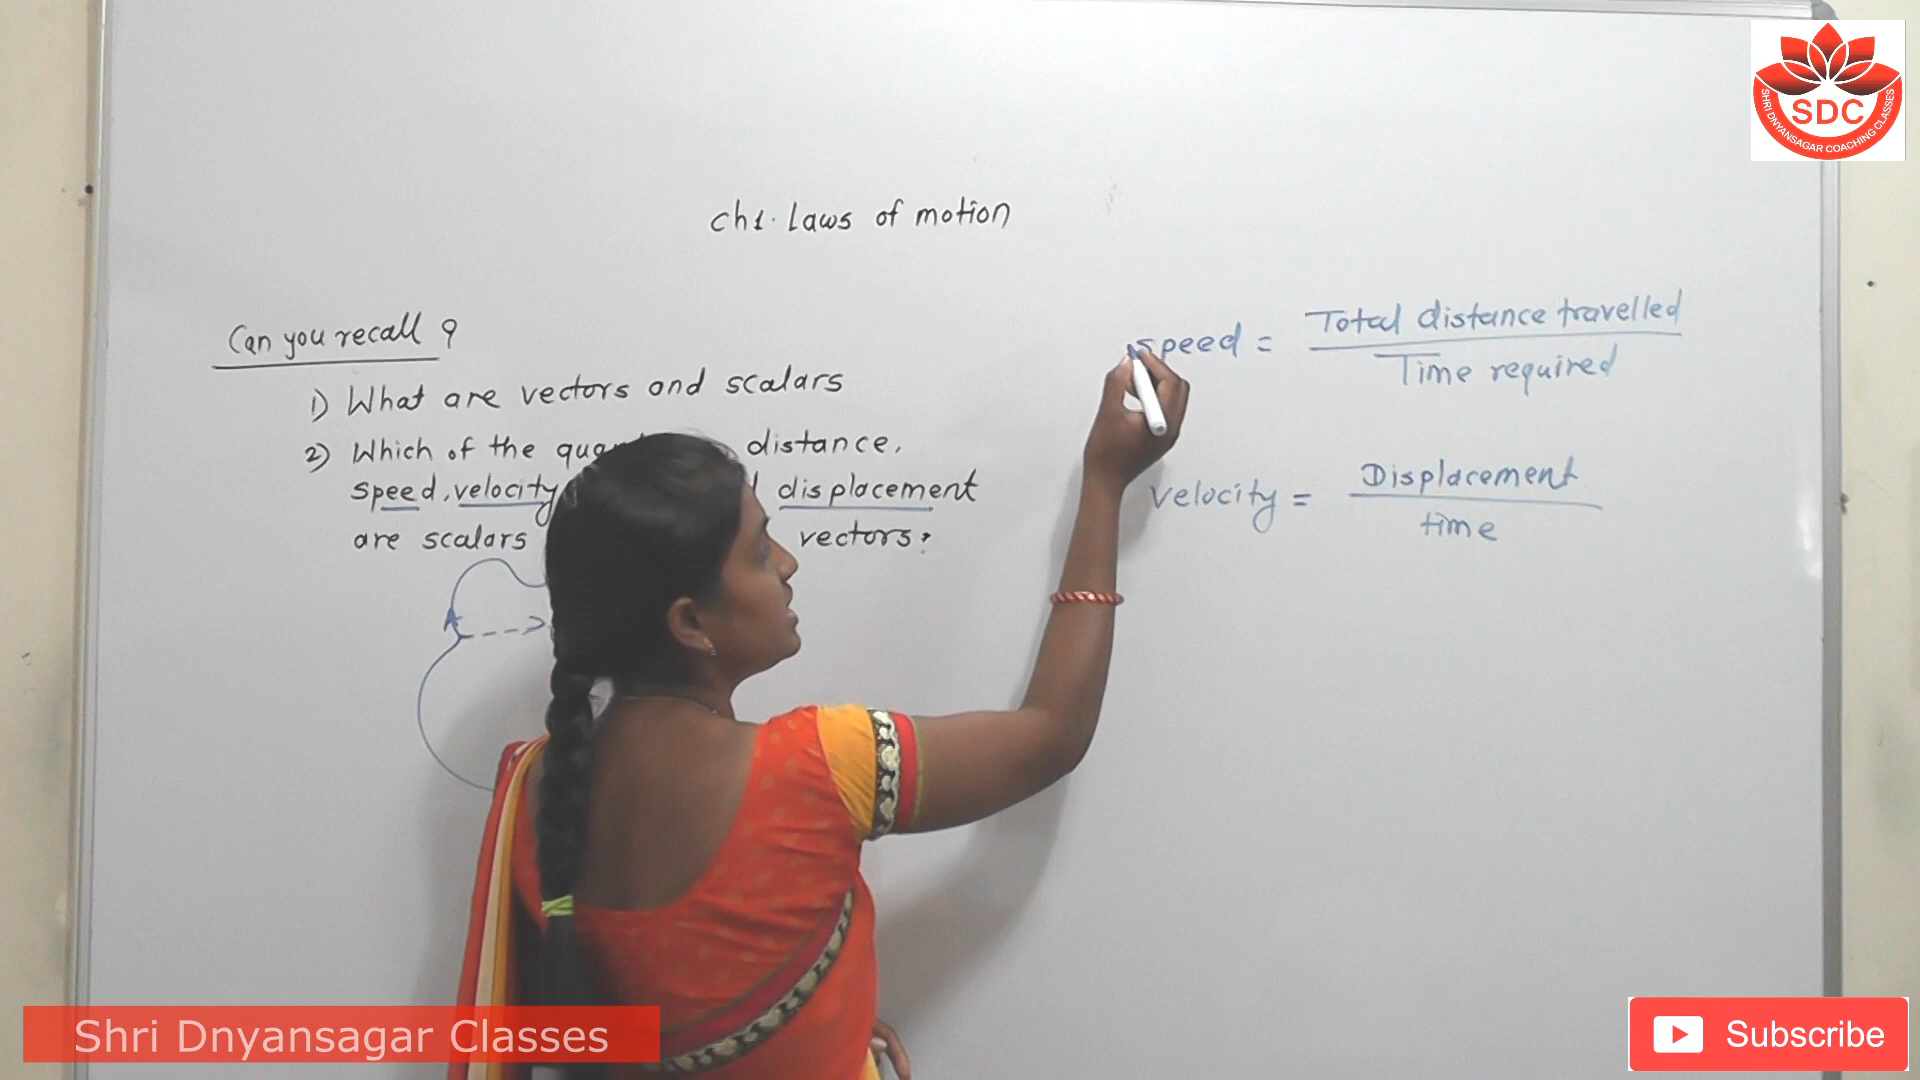 SDC
SHRI DNYANSAGAR COACHING CLASSES
ch1. Laws of motion
Can you recall ?
1) What are vectors and scalars
2) Which of the distance,
speed, velocity displacement
are scalars vectors?
speed = Total distance travelled
Time required
velocity = Displacement
time
Shri Dnyansagar Classes
Subscribe